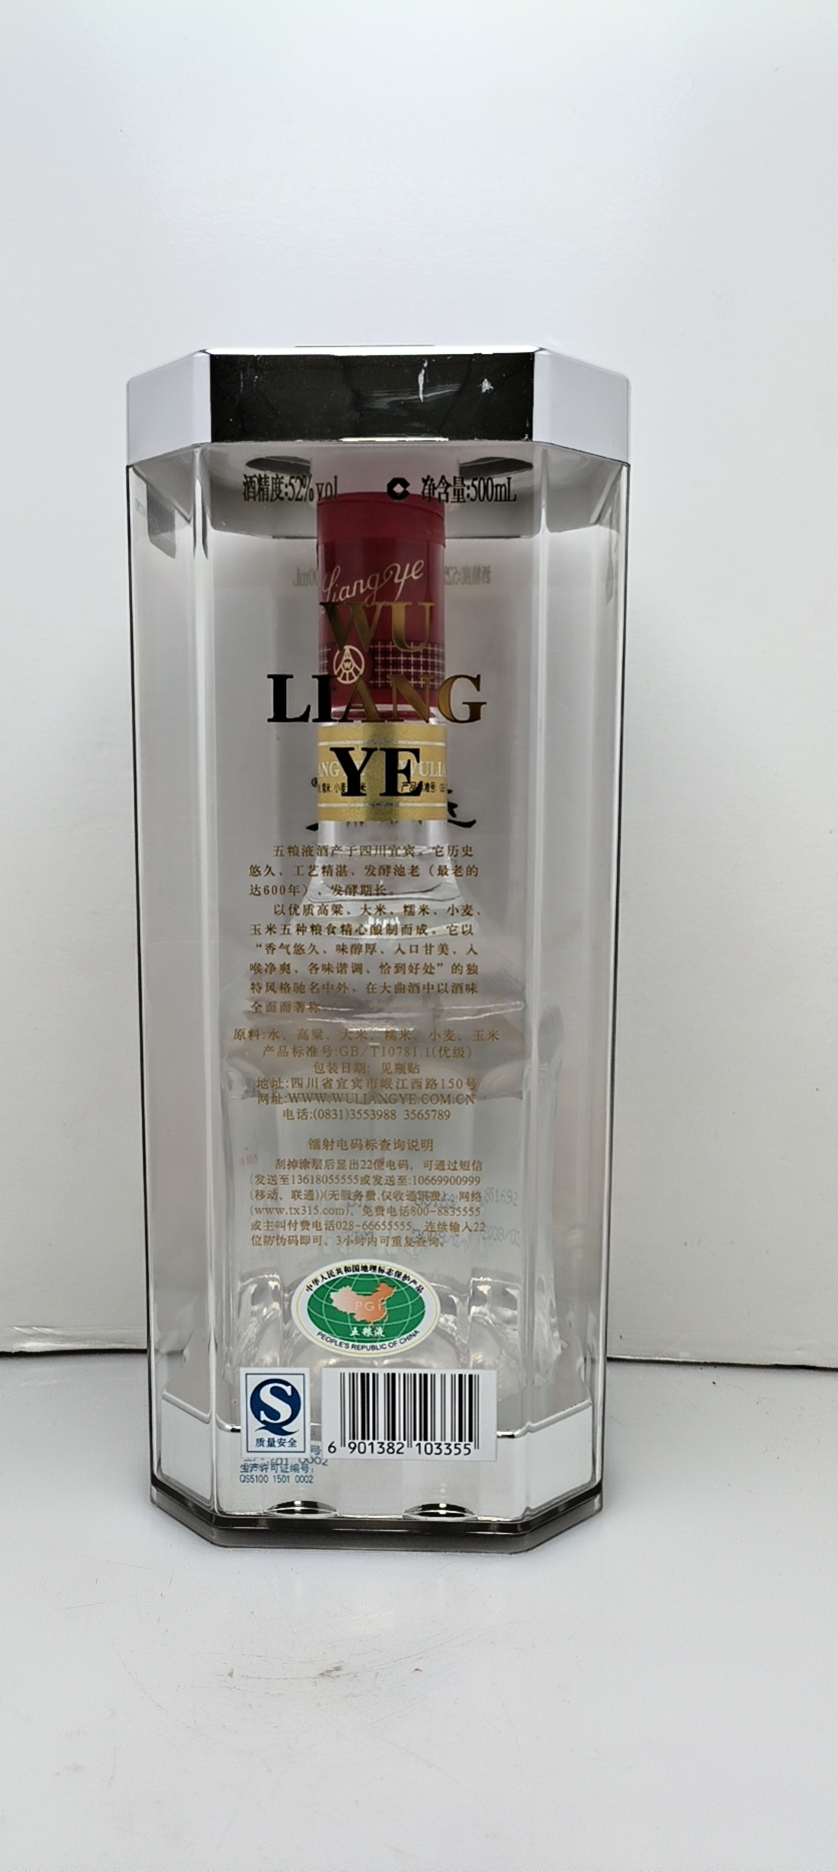 酒精度:52%vol 净含量:500mL
Liangye
WU
LIANG
YE
五粮液酒产于四川宜宾。它历史
悠久、工艺精湛、发酵池老（最老的
达600年）、发酵期长。
以优质高粱、大米、糯米、小麦、
玉米五种粮食精心酿制而成。它以
“香气悠久、味醇厚、入口甘美、入
喉净爽、各味谐调、恰到好处”的独
特风格驰名中外，在大曲酒中以酒味
全面而著称。
原料:水、高粱、大米、糯米、小麦、玉米
产品标准号:GB/T10781.1(优级)
包装日期: 见瓶贴
地址:四川省宜宾市岷江西路150号
网址:WWW.WULIANGYE.COM.CN
电话:(0831)3553988 3565789
镭射电码标查询说明
刮掉涂层后显出22位电码，可通过短信
(发送至13618055555或发送至:10669900999
(移动、联通))(无服务费,仅收通讯费)、网络
(www.tx315.com)、免费电话800-8835555
或主叫付费电话028-66655555，连续输入22
位防伪码即可。3小时内可重复查询。
中华人民共和国地理标志保护产品
PGI
五粮液
PEOPLE'S REPUBLIC OF CHINA
质量安全
6 901382 103355
生产许可证编号:
QS5100 1501 0002